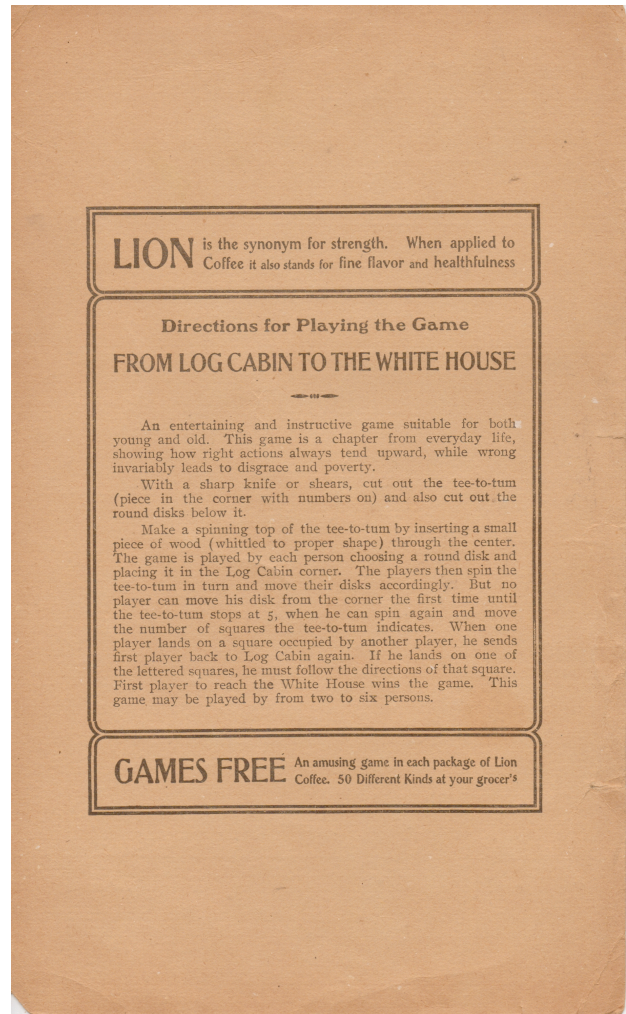 LION is the synonym for strength. When applied to
Coffee it also stands for fine flavor and healthfulness
Directions for Playing the Game
FROM LOG CABIN TO THE WHITE HOUSE
An entertaining and instructive game suitable for both
young and old. This game is a chapter from everyday life,
showing how right actions always tend upward, while wrong
invariably leads to disgrace and poverty.
With a sharp knife or shears, cut out the tee-to-tum
(piece in the corner with numbers on) and also cut out the
round disks below it.
Make a spinning top of the tee-to-tum by inserting a small
piece of wood (whittled to proper shape) through the center.
The game is played by each person choosing a round disk and
placing it in the Log Cabin corner. The players then spin the
tee-to-tum in turn and move their disks accordingly. But no
player can move his disk from the corner the first time until
the tee-to-tum stops at 5, when he can spin again and move
the number of squares the tee-to-tum indicates. When one
player lands on a square occupied by another player, he sends
first player back to Log Cabin again. If he lands on one of
the lettered squares, he must follow the directions of that square.
First player to reach the White House wins the game. This
game may be played by from two to six persons.
GAMES FREE An amusing game in each package of Lion
Coffee. 50 Different Kinds at your grocer's